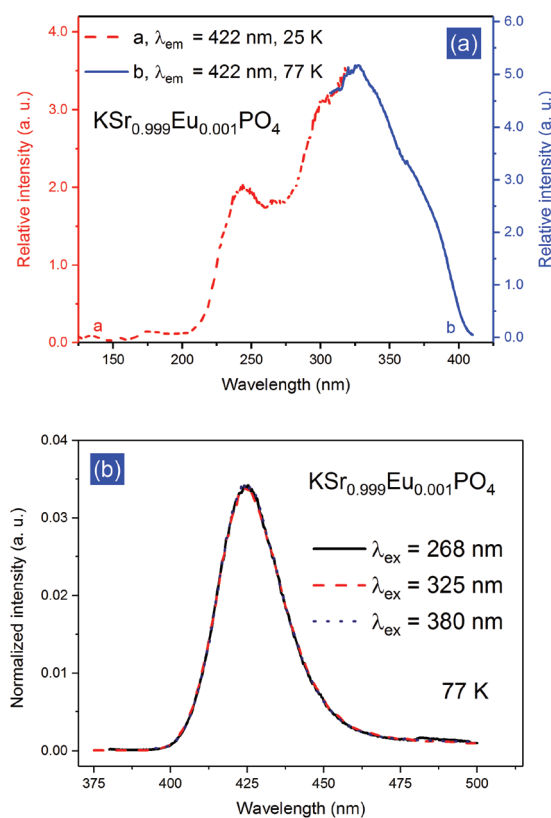 (a)
a, λem = 422 nm, 25 K
b, λem = 422 nm, 77 K
KSr0.999Eu0.001PO4
Relative intensity (a. u.)
4.0
3.0
2.0
1.0
0.0
Relative intensity (a. u.)
6.0
5.0
4.0
3.0
2.0
1.0
0.0
a
b
150 200 250 300 350 400
Wavelength (nm)
(b)
KSr0.999Eu0.001PO4
λex = 268 nm
λex = 325 nm
λex = 380 nm
77 K
Normalized intensity (a. u.)
0.04
0.03
0.02
0.01
0.00
375 400 425 450 475 500
Wavelength (nm)